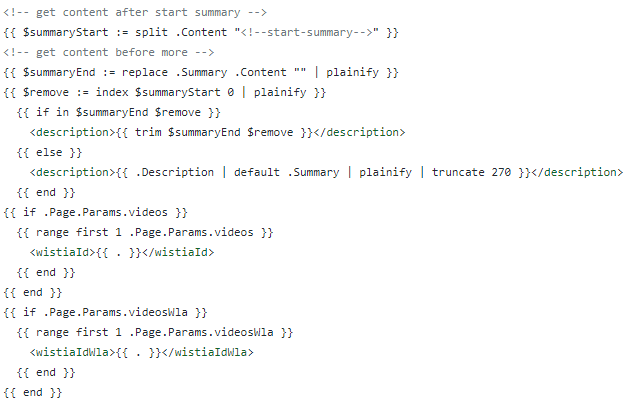 <!-- get content after start summary -->
{{ $summaryStart := split .Content "<!--start-summary-->" }}
<!-- get content before more -->
{{ $summaryEnd := replace .Summary .Content "" | plainify }}
{{ $remove := index $summaryStart 0 | plainify }}
  {{ if in $summaryEnd $remove }}
    <description>{{ trim $summaryEnd $remove }}</description>
  {{ else }}
    <description>{{ .Description | default .Summary | plainify | truncate 270 }}</description>
  {{ end }}
{{ if .Page.Params.videos }}
  {{ range first 1 .Page.Params.videos }}
    <wistiaId>{{ . }}</wistiaId>
  {{ end }}
{{ end }}
{{ if .Page.Params.videosWla }}
  {{ range first 1 .Page.Params.videosWla }}
    <wistiaIdWla>{{ . }}</wistiaIdWla>
  {{ end }}
{{ end }}